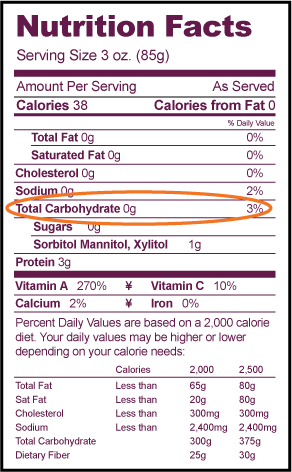 Nutrition Facts
Serving Size 3 oz. (85g)
Amount Per Serving As Served
Calories 38 Calories from Fat 0
% Daily Value
Total Fat 0g 0%
Saturated Fat 0g 0%
Cholesterol 0g 0%
Sodium 0g 2%
Total Carbohydrate 0g 3%
Sugars 0g
Sorbitol Mannitol, Xylitol 1g
Protein 3g
Vitamin A 270% ¥ Vitamin C 10%
Calcium 2% ¥ Iron 0%
Percent Daily Values are based on a 2,000 calorie
diet. Your daily values may be higher or lower
depending on your calorie needs:
Calories 2,000 2,500
Total Fat Less than 65g 80g
Sat Fat Less than 20g 80g
Cholesterol Less than 300mg 300mg
Sodium Less than 2,400mg 2,400mg
Total Carbohydrate 300g 375g
Dietary Fiber 25g 30g